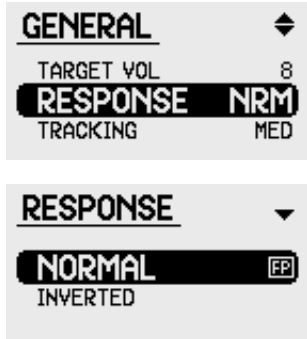 GENERAL
TARGET VOL 8
RESPONSE NRM
TRACKING MED
RESPONSE
NORMAL FP
INVERTED